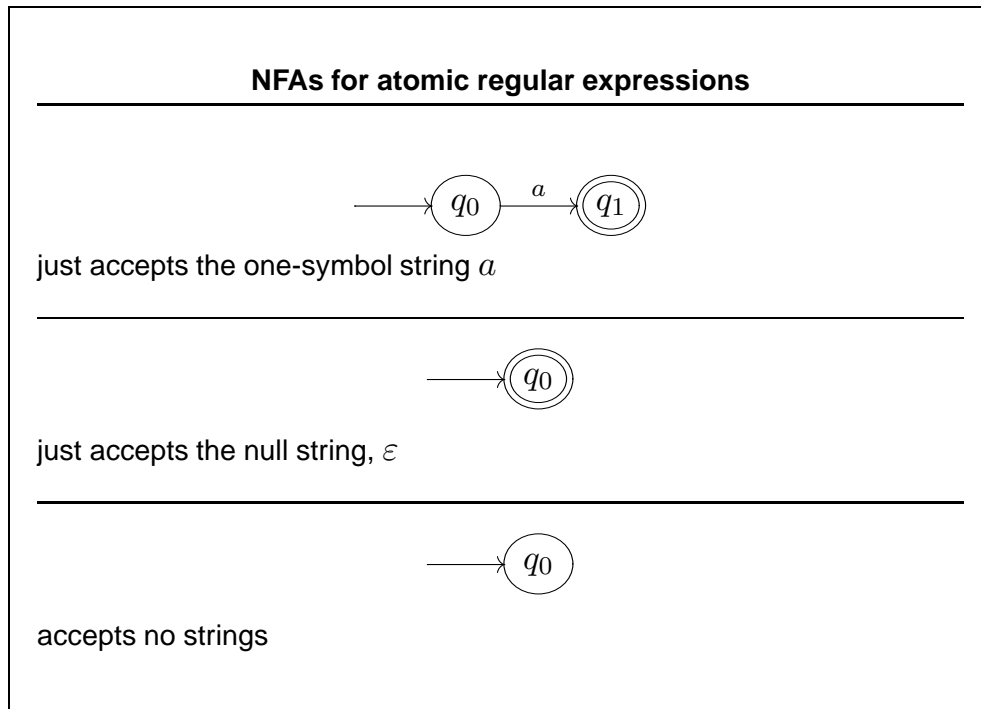 NFAs for atomic regular expressions
a
q₀ q₁
just accepts the one-symbol string a
q₀
just accepts the null string, ε
q₀
accepts no strings